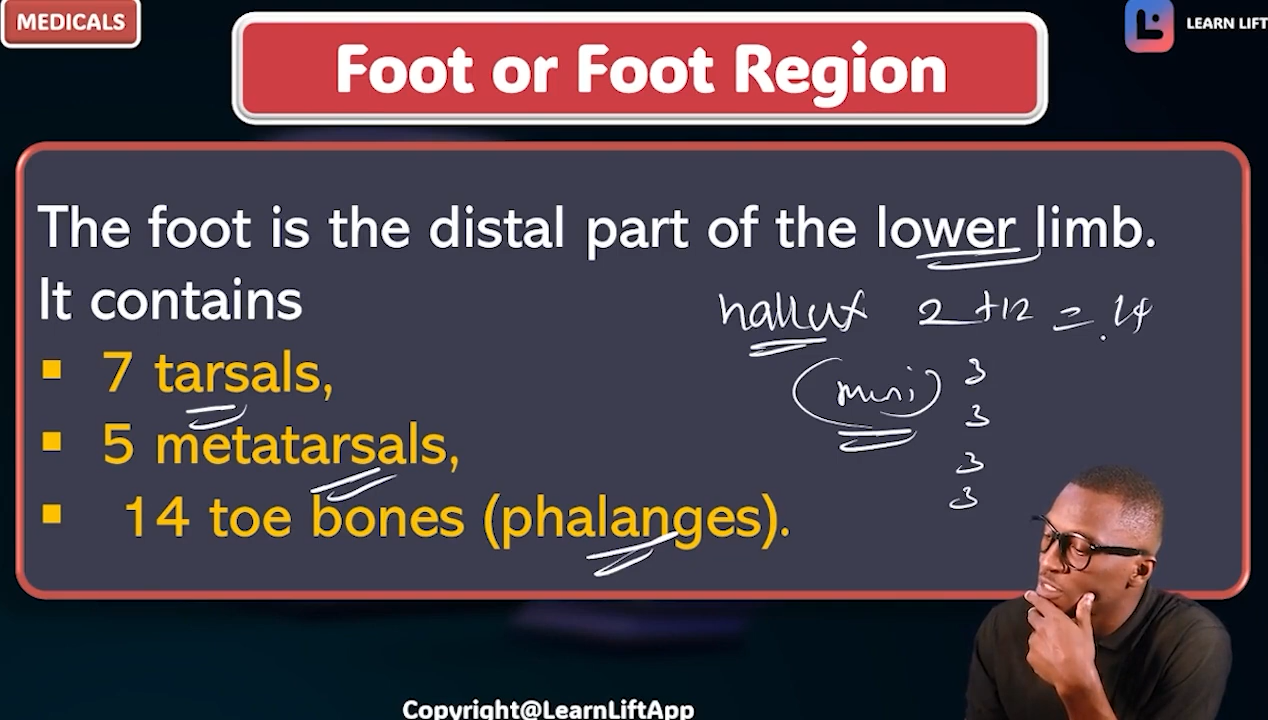 MEDICALS
LEARN LIFT
Foot or Foot Region
The foot is the distal part of the lower limb.
It contains
hallux 2 +12 = 14
▪ 7 tarsals,
(mini) 3
3
▪ 5 metatarsals,
3
3
▪ 14 toe bones (phalanges).
Copyright@LearnLiftApp